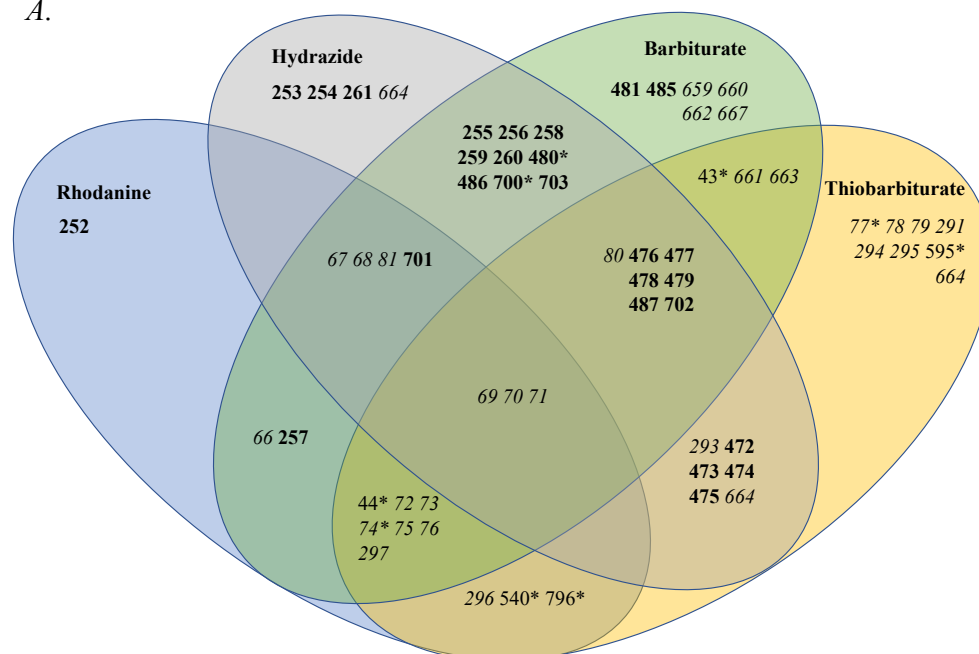 A.
Hydrazide
253 254 261 664
Barbiturate
481 485 659 660
662 667
255 256 258
259 260 480*
486 700* 703
43* 661 663
Rhodanine
252
Thiobarbiturate
77* 78 79 291
294 295 595*
664
67 68 81 701
80 476 477
478 479
487 702
69 70 71
66 257
293 472
473 474
475 664
44* 72 73
74* 75 76
297
296 540* 796*